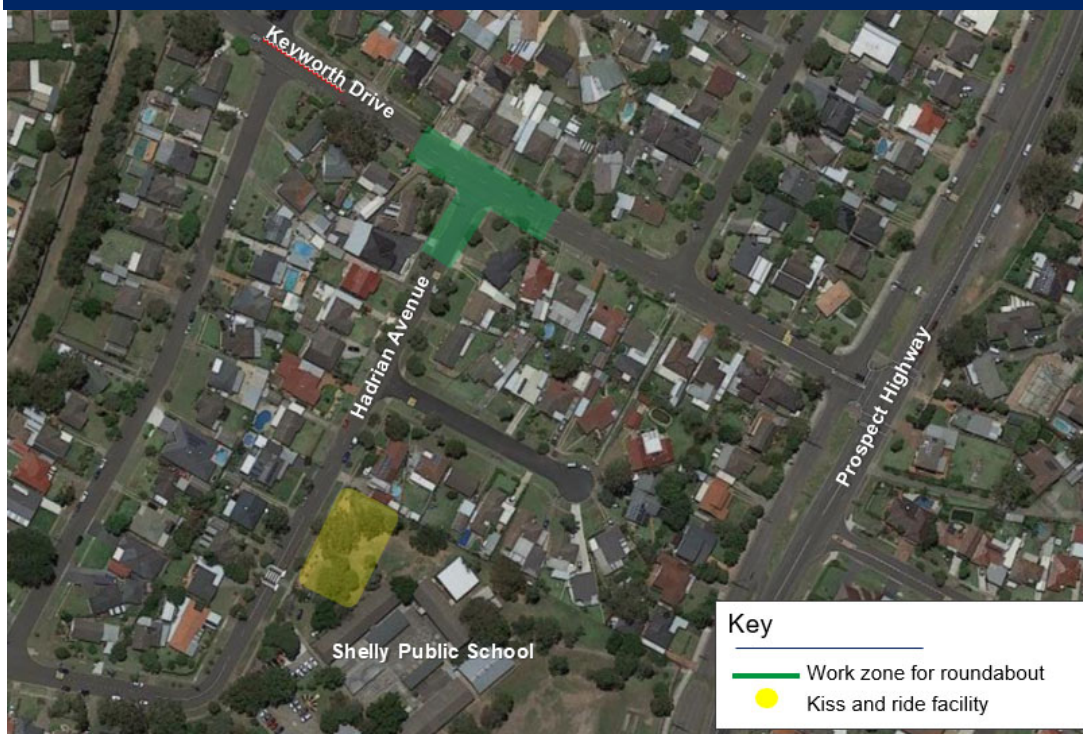 Keyworth Drive
Hadrian Avenue
Prospect Highway
Shelly Public School
Key
Work zone for roundabout
Kiss and ride facility